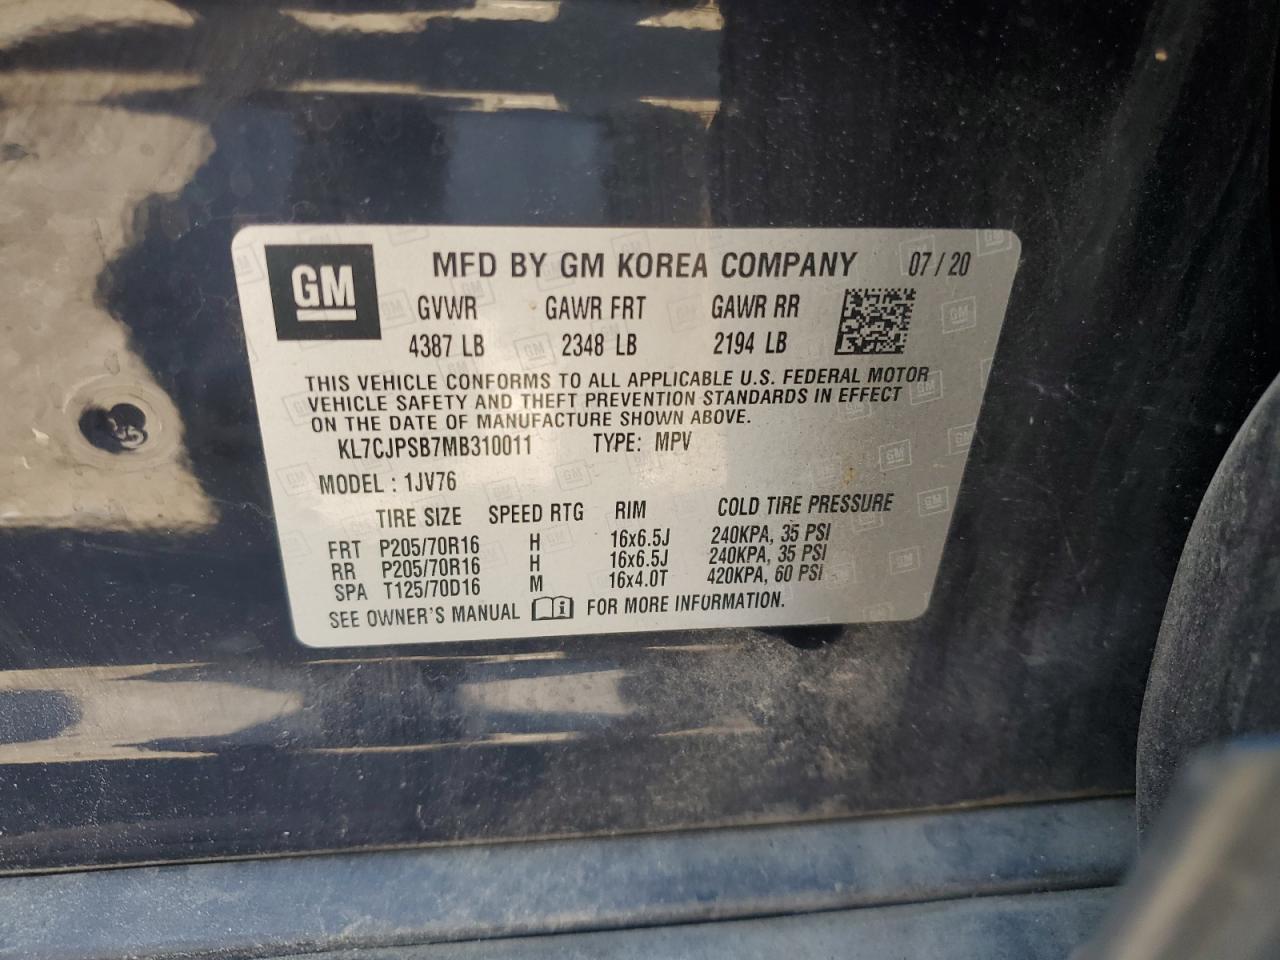 GM MFD BY GM KOREA COMPANY 07/20
GVWR GAWR FRT GAWR RR
4387 LB 2348 LB 2194 LB
THIS VEHICLE CONFORMS TO ALL APPLICABLE U.S. FEDERAL MOTOR
VEHICLE SAFETY AND THEFT PREVENTION STANDARDS IN EFFECT
ON THE DATE OF MANUFACTURE SHOWN ABOVE.
KL7CJPSB7MB310011 TYPE: MPV
MODEL : 1JV76
TIRE SIZE SPEED RTG RIM COLD TIRE PRESSURE
FRT P205/70R16 H 16x6.5J 240KPA, 35 PSI
RR P205/70R16 H 16x6.5J 240KPA, 35 PSI
SPA T125/70D16 M 16x4.0T 420KPA, 60 PSI
SEE OWNER'S MANUAL FOR MORE INFORMATION.